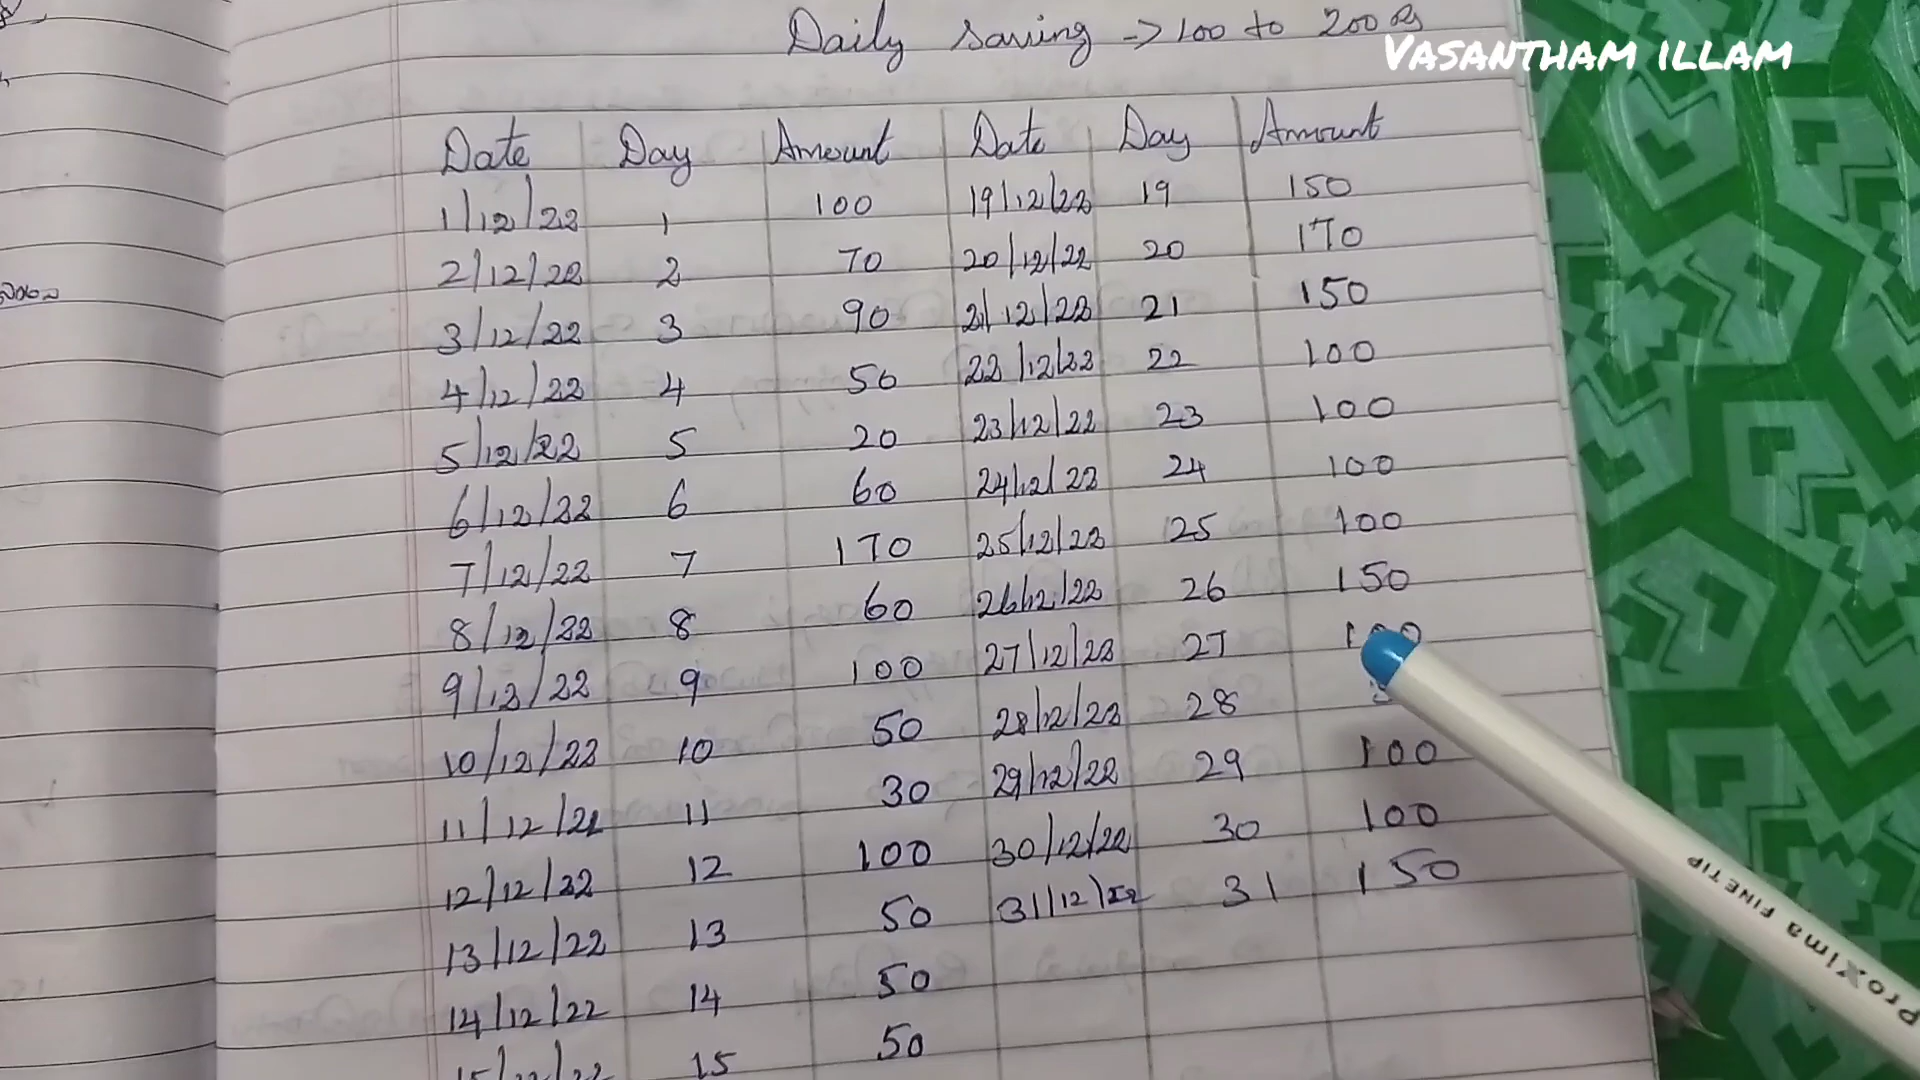 Daily saving -> 100 to 200 Rs
VASANTHAM ILLAM
Date Day Amount Date Day Amount
1/12/22 1 100 19/12/22 19 150
2/12/22 2 70 20/12/22 20 170
3/12/22 3 90 21/12/22 21 150
4/12/22 4 50 22/12/22 22 100
5/12/22 5 20 23/12/22 23 100
6/12/22 6 60 24/12/22 24 100
7/12/22 7 170 25/12/22 25 100
8/12/22 8 60 26/12/22 26 150
9/12/22 9 100 27/12/22 27
10/12/22 10 50 28/12/22 28
11/12/22 11 30 29/12/22 29 100
12/12/22 12 100 30/12/22 30 100
13/12/22 13 50 31/12/22 31 150
14/12/22 14 50
15/12/22 15 50
Proxima FINETIP